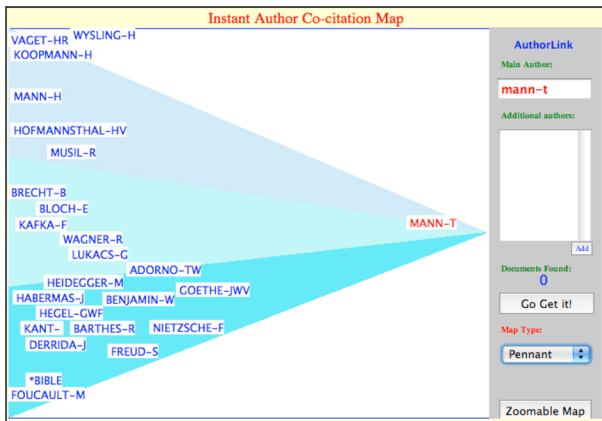 Instant Author Co-citation Map
WYSLING-H
VAGET-HR
KOOPMANN-H
MANN-H
HOFMANNSTHAL-HV
MUSIL-R
BRECHT-B
BLOCH-E
KAFKA-F
MANN-T
WAGNER-R
LUKACS-G
ADORNO-TW
HEIDEGGER-M
GOETHE-JWV
HABERMAS-J
BENJAMIN-W
HEGEL-GWF
KANT-
BARTHES-R
NIETZSCHE-F
DERRIDA-J
FREUD-S
*BIBLE
FOUCAULT-M
AuthorLink
Main Author:
mann-t
Additional authors:
Add
Documents Found:
0
Go Get it!
Map Type:
Pennant
Zoomable Map